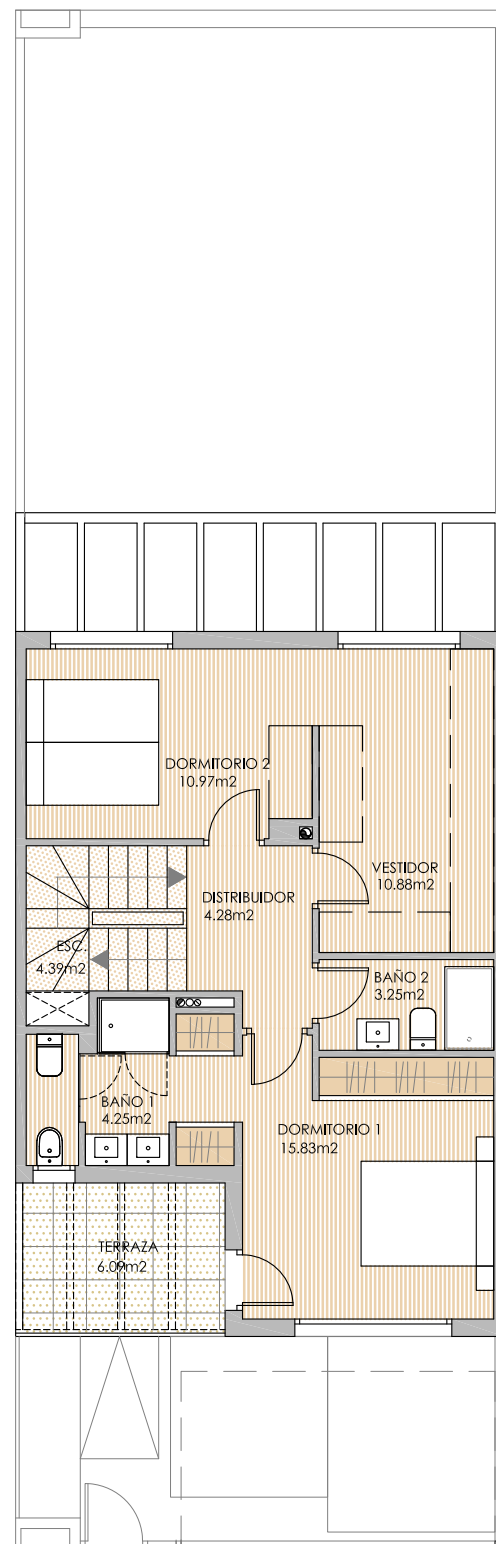 DORMITORIO 2
10.97m2
VESTIDOR
10.88m2
DISTRIBUIDOR
4.28m2
ESC.
4.39m2
BAÑO 2
3.25m2
BAÑO 1
4.25m2
DORMITORIO 1
15.83m2
TERRAZA
6.09m2